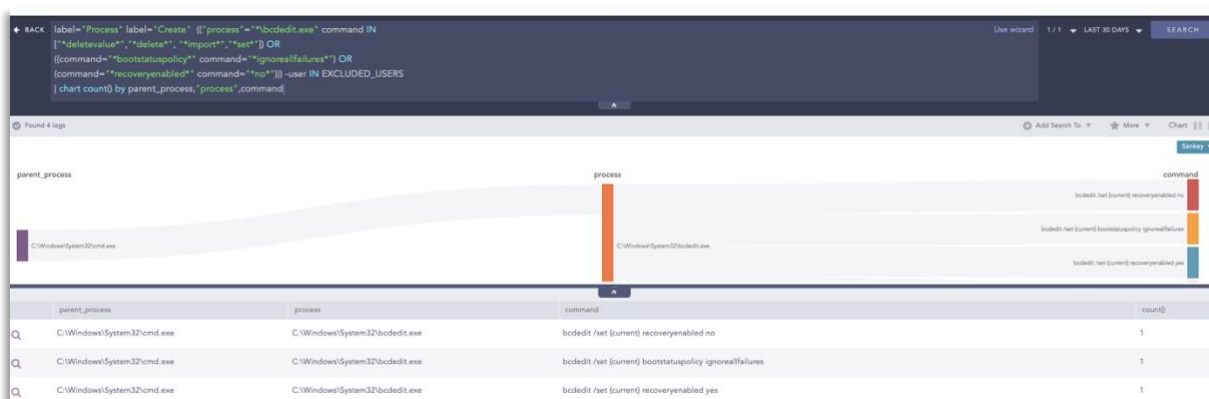 BACK
label="Process" label="Create" (("process"="*\bcdedit.exe" command IN
["*deletevalue*","*delete*", "*import*","*set*"]) OR
((command="*bootstatuspolicy*" command="*ignoreallfailures*") OR
(command="*recoveryenabled*" command="*no*"))) -user IN EXCLUDED_USERS
| chart count() by parent_process,"process",command
Use wizard 1 / 1 LAST 30 DAYS SEARCH
Found 4 logs
Add Search To More Chart
Sankey
parent_process process command
bcdedit /set {current} recoveryenabled no
bcdedit /set {current} bootstatuspolicy ignoreallfailures
C:\Windows\System32\cmd.exe C:\Windows\System32\bcdedit.exe
bcdedit /set {current} recoveryenabled yes
parent_process process command count()
C:\Windows\System32\cmd.exe C:\Windows\System32\bcdedit.exe bcdedit /set {current} recoveryenabled no 1
C:\Windows\System32\cmd.exe C:\Windows\System32\bcdedit.exe bcdedit /set {current} bootstatuspolicy ignoreallfailures 1
C:\Windows\System32\cmd.exe C:\Windows\System32\bcdedit.exe bcdedit /set {current} recoveryenabled yes 1